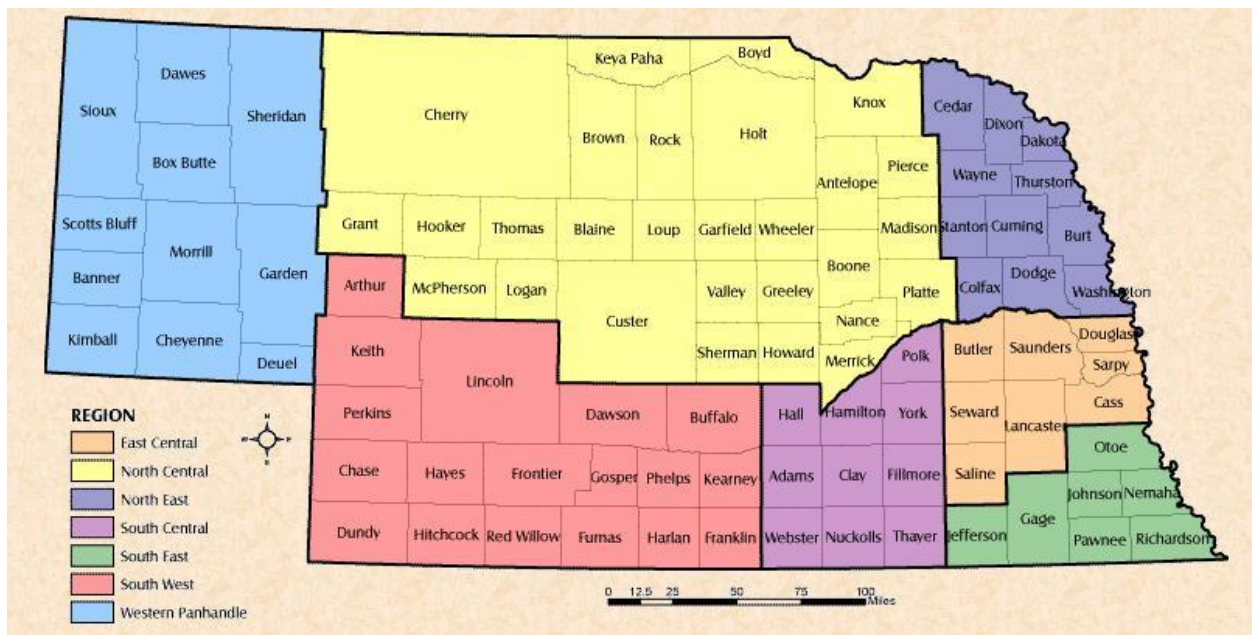 Keya Paha
Boyd
Dawes
Sioux
Sheridan
Cherry
Knox
Cedar
Dixon
Dakota
Brown
Rock
Holt
Box Butte
Pierce
Antelope
Wayne
Thurston
Scotts Bluff
Grant
Hooker
Thomas
Blaine
Loup
Garfield
Wheeler
Madison
Stanton
Cuming
Burt
Morrill
Garden
Banner
Arthur
McPherson
Logan
Boone
Valley
Greeley
Platte
Colfax
Dodge
Washington
Custer
Nance
Kimball
Cheyenne
Deuel
Keith
Lincoln
Sherman
Howard
Merrick
Polk
Butler
Saunders
Douglas
Sarpy
Cass
Perkins
Dawson
Buffalo
Hall
Hamilton
York
Seward
Lancaster
Otoe
Chase
Hayes
Frontier
Gosper
Phelps
Kearney
Adams
Clay
Fillmore
Saline
Johnson
Nemaha
Gage
Dundy
Hitchcock
Red Willow
Furnas
Harlan
Franklin
Webster
Nuckolls
Thayer
Jefferson
Pawnee
Richardson
REGION
East Central
North Central
North East
South Central
South East
South West
Western Panhandle
N
W
E
S
0 12.5 25 50 75 100
Miles